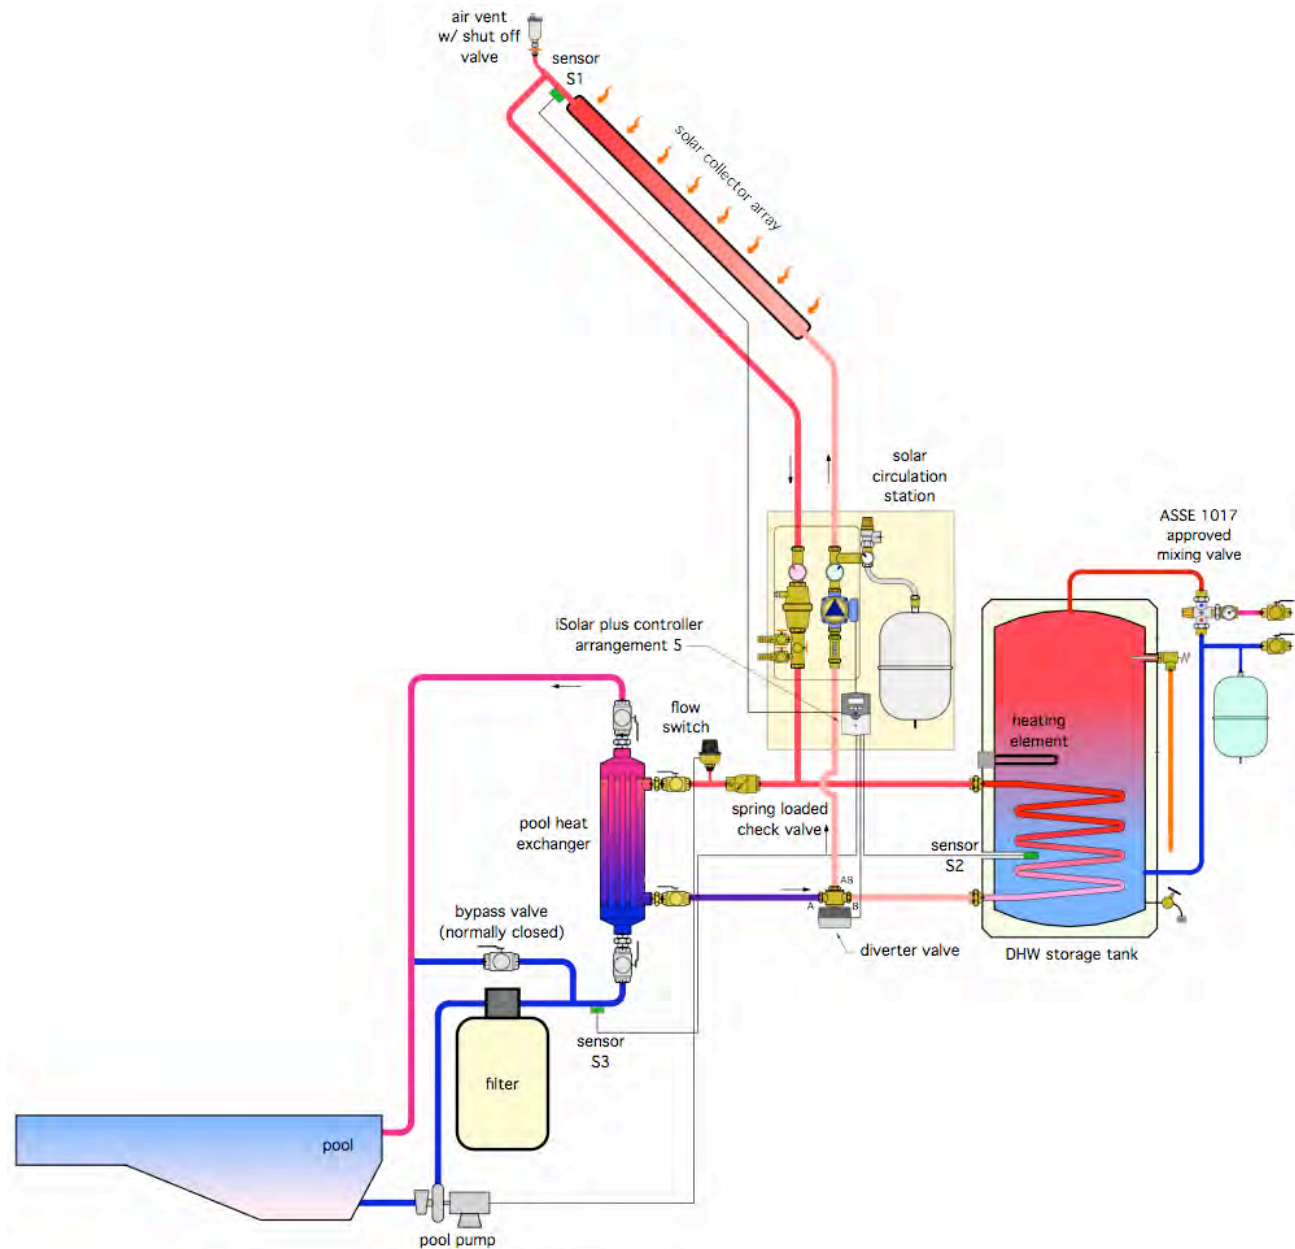 air vent
w/ shut off
valve
sensor
S1
solar collector array
solar
circulation
station
ASSE 1017
approved
mixing valve
iSolar plus controller
arrangement 5
flow
switch
heating
element
spring loaded
check valve
pool heat
exchanger
sensor
S2
AB
A
B
bypass valve
(normally closed)
diverter valve
DHW storage tank
sensor
S3
filter
pool
pool pump